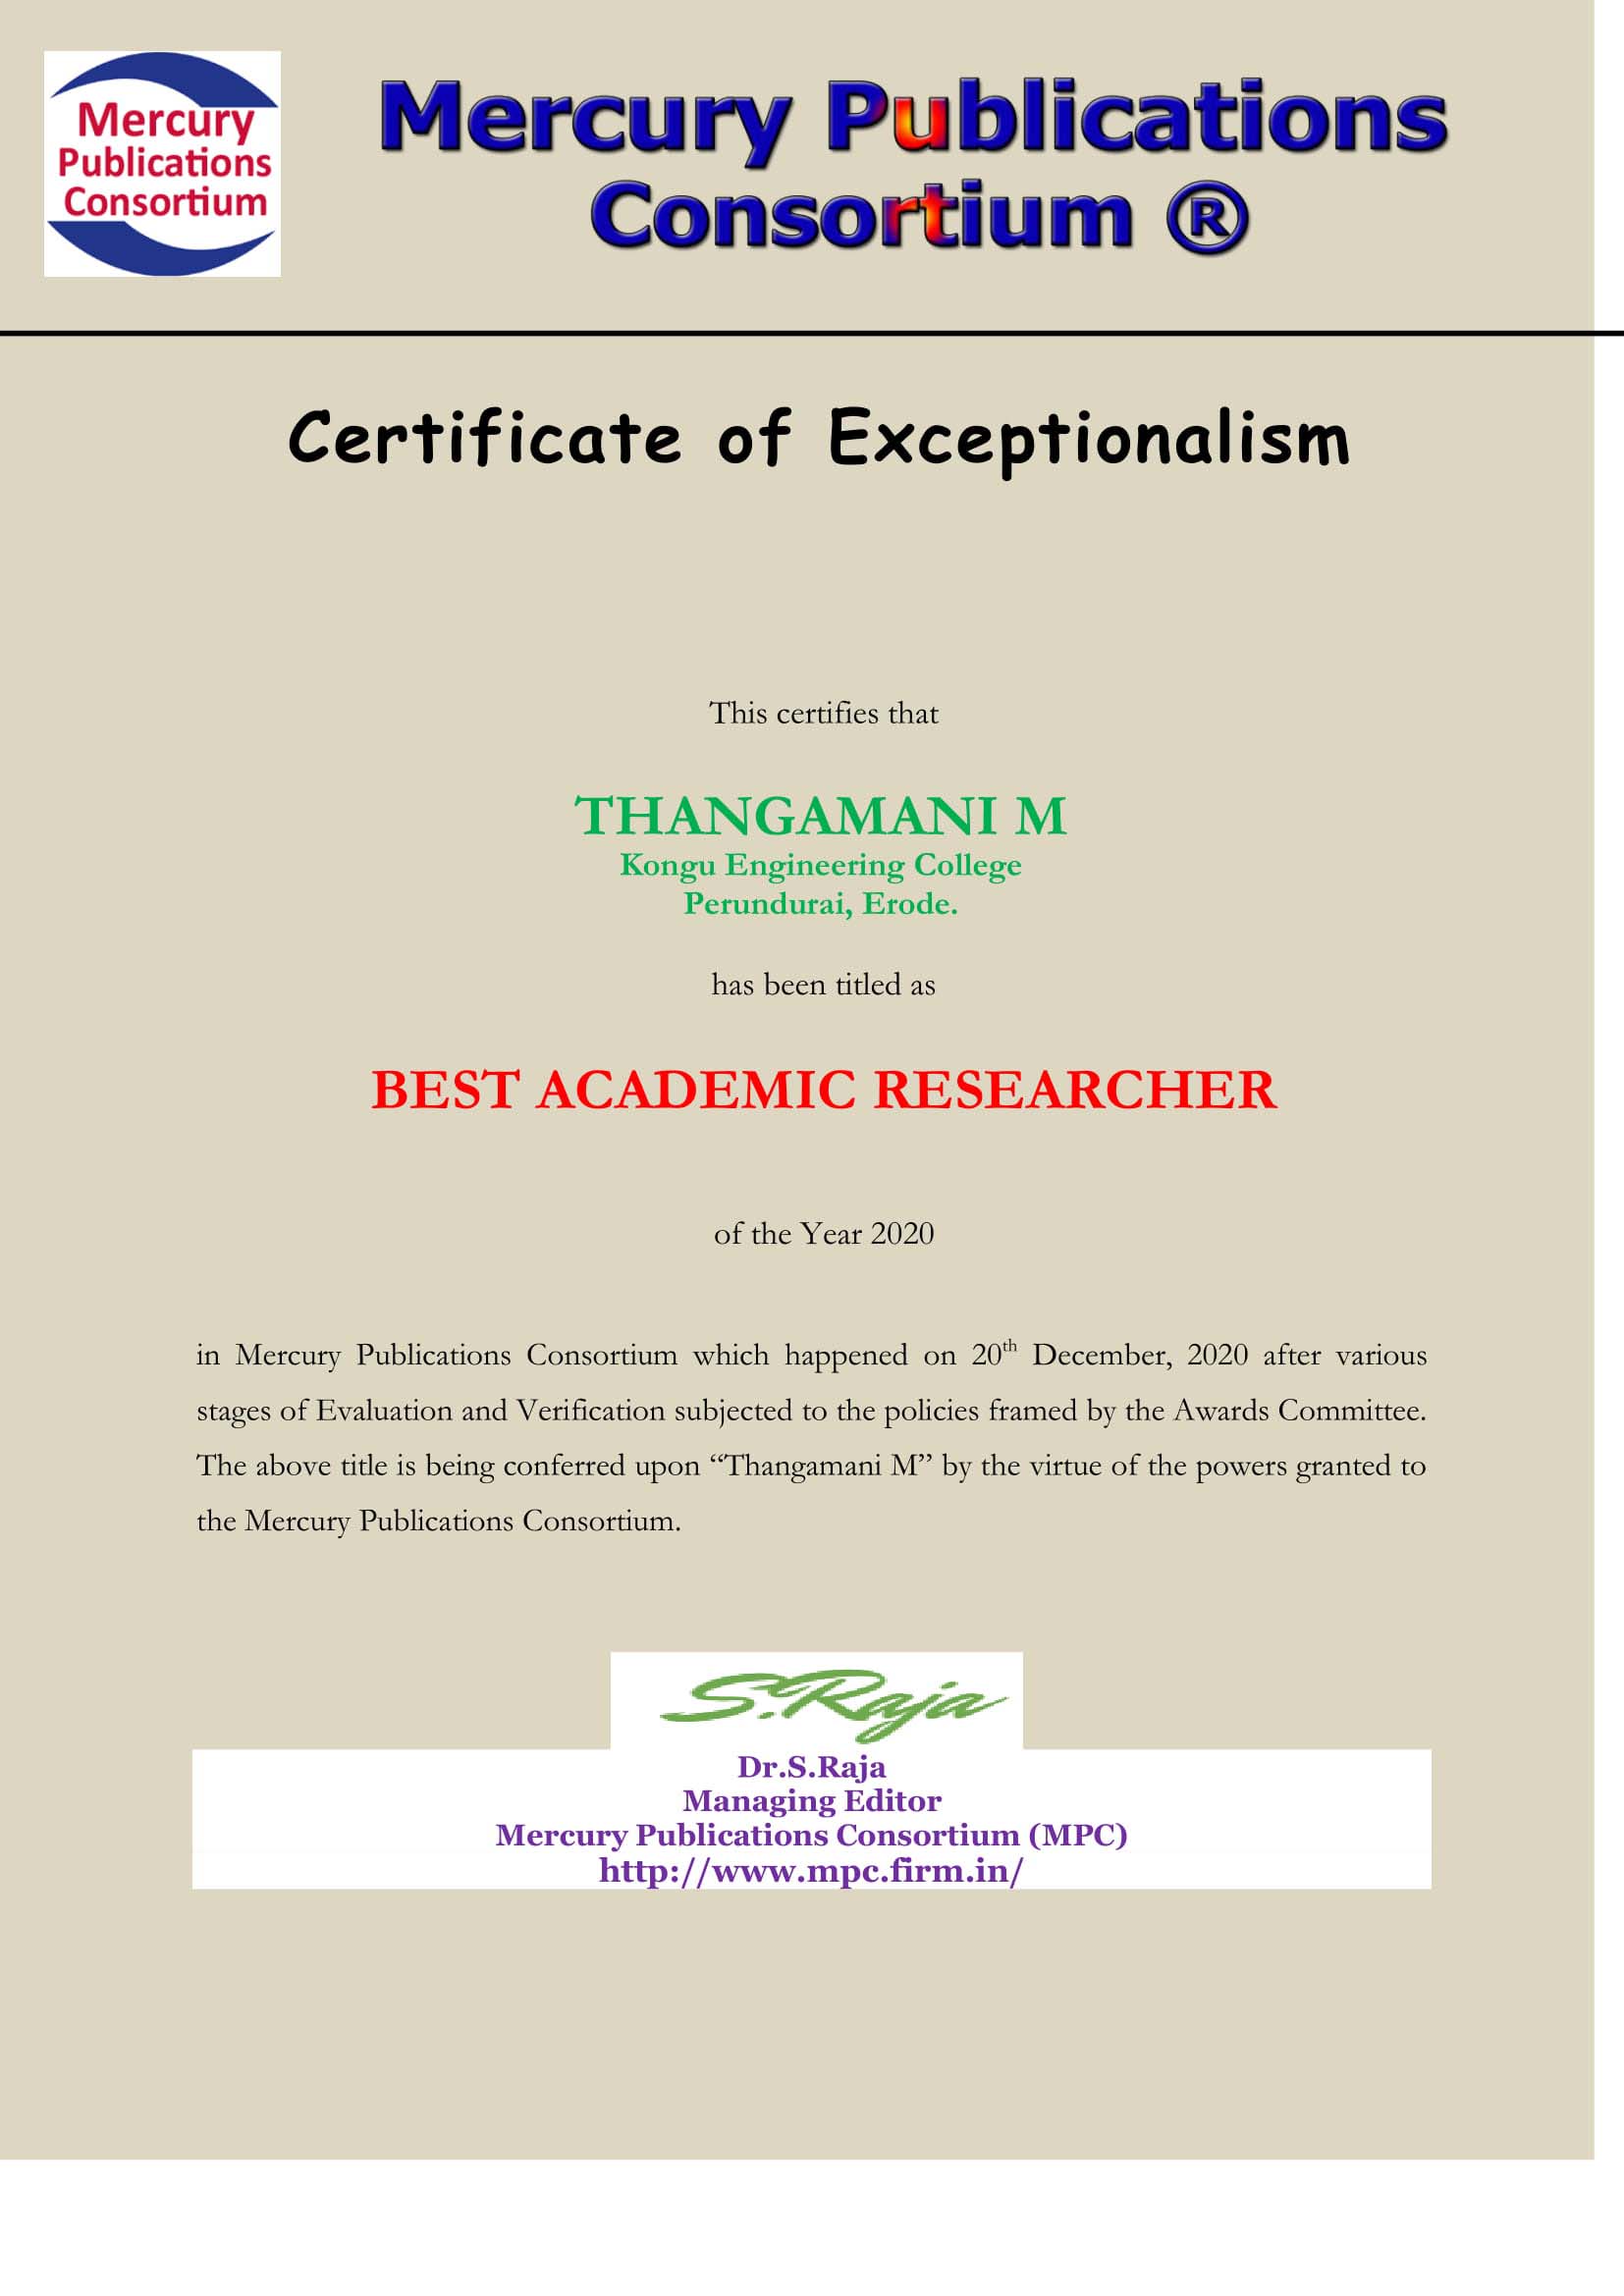 Mercury
Publications
Consortium
Mercury Publications
Consortium ®
Certificate of Exceptionalism
This certifies that
THANGAMANI M
Kongu Engineering College
Perundurai, Erode.
has been titled as
BEST ACADEMIC RESEARCHER
of the Year 2020
in Mercury Publications Consortium which happened on 20th December, 2020 after various
stages of Evaluation and Verification subjected to the policies framed by the Awards Committee.
The above title is being conferred upon “Thangamani M” by the virtue of the powers granted to
the Mercury Publications Consortium.
S.Raja
Dr.S.Raja
Managing Editor
Mercury Publications Consortium (MPC)
http://www.mpc.firm.in/